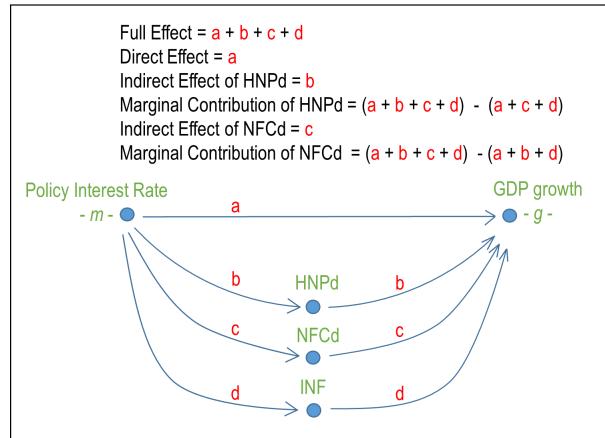 Full Effect = a + b + c + d
Direct Effect = a
Indirect Effect of HNPd = b
Marginal Contribution of HNPd = (a + b + c + d) - (a + c + d)
Indirect Effect of NFCd = c
Marginal Contribution of NFCd = (a + b + c + d) - (a + b + d)
Policy Interest Rate
- m -
a
GDP growth
- g -
b
HNPd
b
c
NFCd
c
d
INF
d